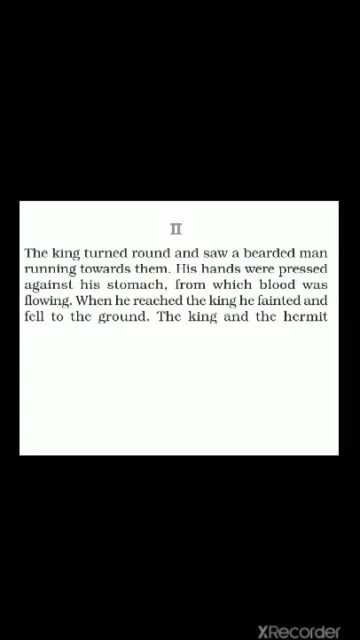 II
The king turned round and saw a bearded man
running towards them. His hands were pressed
against his stomach, from which blood was
flowing. When he reached the king he fainted and
fell to the ground. The king and the hermit
XRecorder